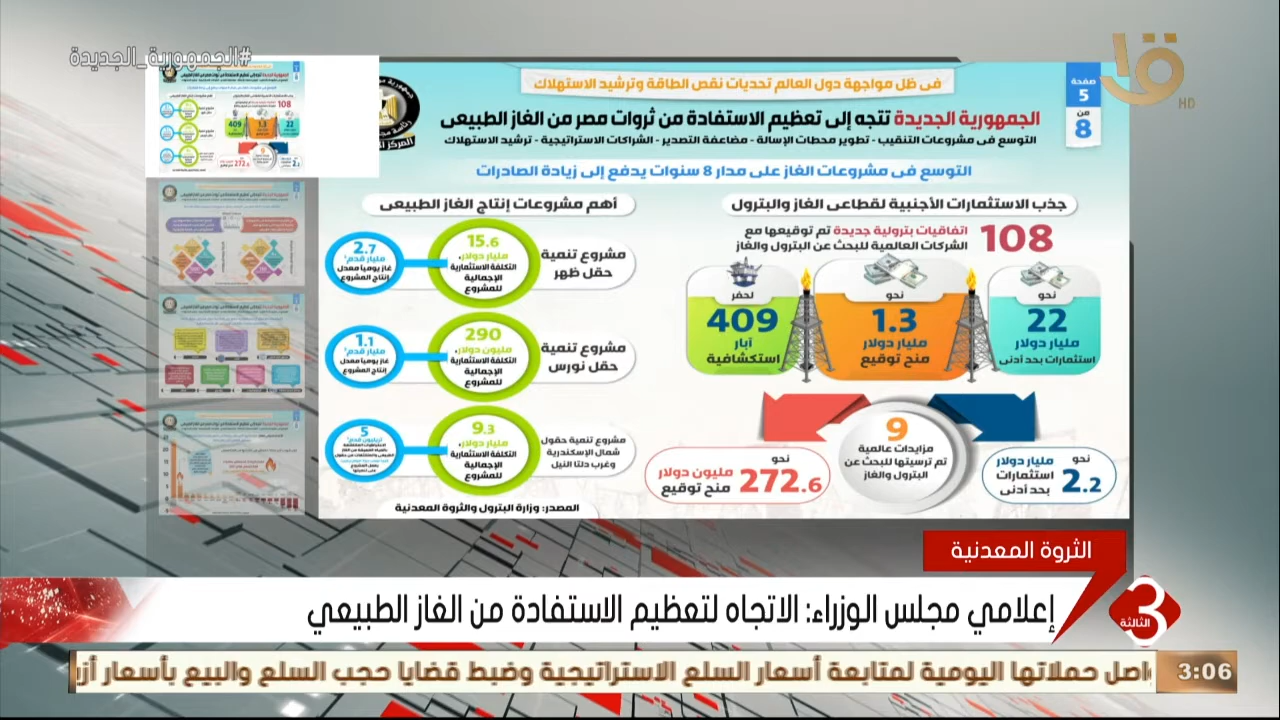 #الجمهورية_الجديدة
HD
صفحة
5
من
8
فى ظل مواجهة دول العالم تحديات نقص الطاقة وترشيد الاستهلاك
الجمهورية الجديدة تتجه إلى تعظيم الاستفادة من ثروات مصر من الغاز الطبيعى
التوسع فى مشروعات التنقيب - تطوير محطات الإسالة - مضاعفة التصدير - الشراكات الاستراتيجية - ترشيد الاستهلاك
التوسع فى مشروعات الغاز على مدار 8 سنوات يدفع إلى زيادة الصادرات
جذب الاستثمارات الأجنبية لقطاعى الغاز والبترول
108
اتفاقيات بترولية جديدة تم توقيعها مع
الشركات العالمية للبحث عن البترول والغاز
نحو
22
مليار دولار
استثمارات بحد أدنى
نحو
1.3
مليار دولار
منح توقيع
لحفر
409
آبار
استكشافية
9
مزايدات عالمية
تم ترسيتها للبحث عن
البترول والغاز
نحو
2.2
مليار دولار
استثمارات
بحد أدنى
نحو
272.6
مليون دولار
منح توقيع
أهم مشروعات إنتاج الغاز الطبيعى
مشروع تنمية
حقل ظهر
15.6
مليار دولار
التكلفة الاستثمارية
الإجمالية
للمشروع
2.7
مليار قدم³
غاز يومياً معدل
إنتاج المشروع
مشروع تنمية
حقل نورس
290
مليون دولار
التكلفة الاستثمارية
الإجمالية
للمشروع
1.1
مليار قدم³
غاز يومياً معدل
إنتاج المشروع
مشروع تنمية حقول
شمال الإسكندرية
وغرب دلتا النيل
9.3
مليار دولار
التكلفة الاستثمارية
الإجمالية
للمشروع
5
تريليون قدم³
المصدر: وزارة البترول والثروة المعدنية
الثروة المعدنية
3
الثالثة
إعلامي مجلس الوزراء: الاتجاه لتعظيم الاستفادة من الغاز الطبيعي
3:06
واصل حملاتها اليومية لمتابعة أسعار السلع الاستراتيجية وضبط قضايا حجب السلع والبيع بأسعار أز